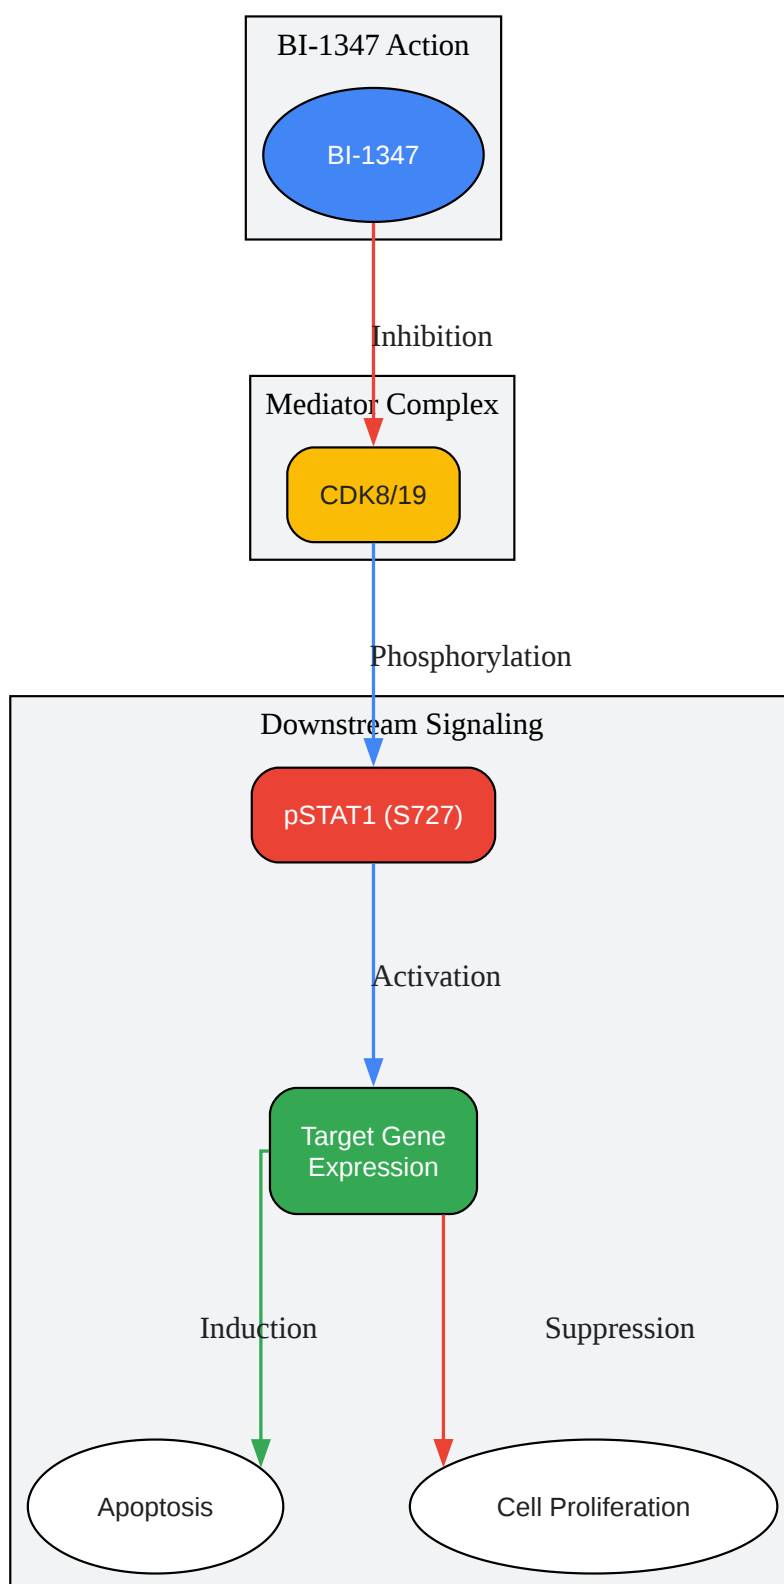 BI-1347 Action
BI-1347
Inhibition
Mediator Complex
CDK8/19
Phosphorylation
Downstream Signaling
pSTAT1 (S727)
Activation
Target Gene
Expression
Induction
Suppression
Apoptosis
Cell Proliferation